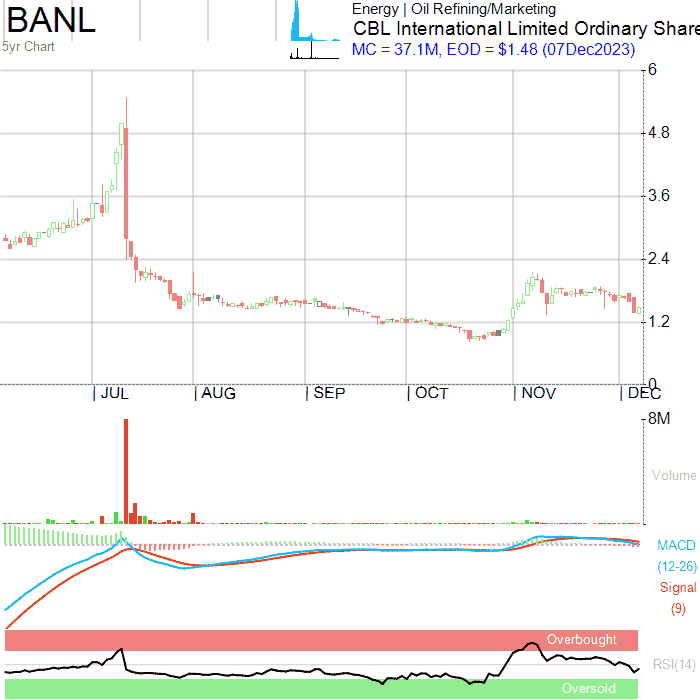 BANL
5yr Chart
Energy | Oil Refining/Marketing
CBL International Limited Ordinary Share
MC = 37.1M, EOD = $1.48 (07Dec2023)
6
4.8
3.6
2.4
1.2
0
JUL AUG SEP OCT NOV DEC
8M
Volume
MACD
(12-26)
Signal
(9)
Overbought
RSI(14)
Oversold